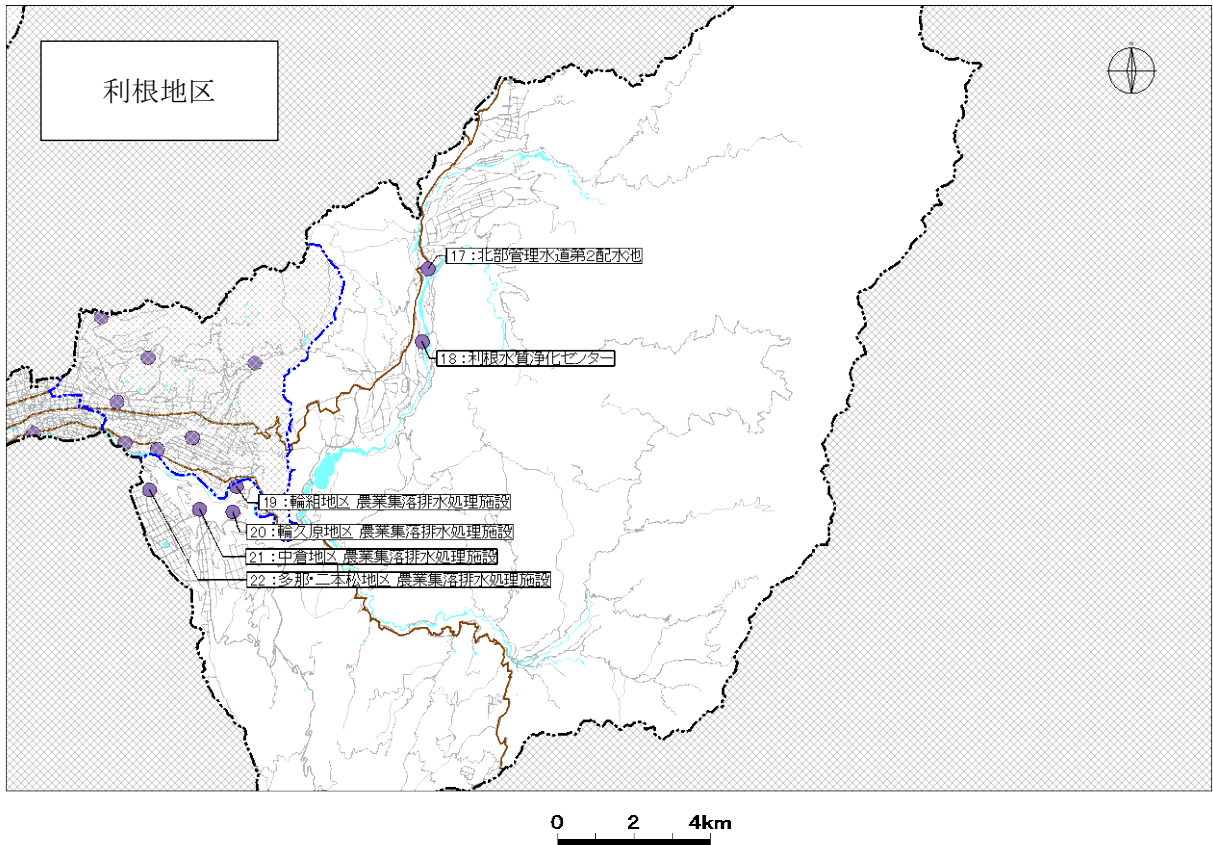 利根地区
17:北部管理水道第2配水池
18:利根水質浄化センター
19:輪組地区 農業集落排水処理施設
20:輪久原地区 農業集落排水処理施設
21:中倉地区 農業集落排水処理施設
22:多那・二本松地区 農業集落排水処理施設
0 2 4km